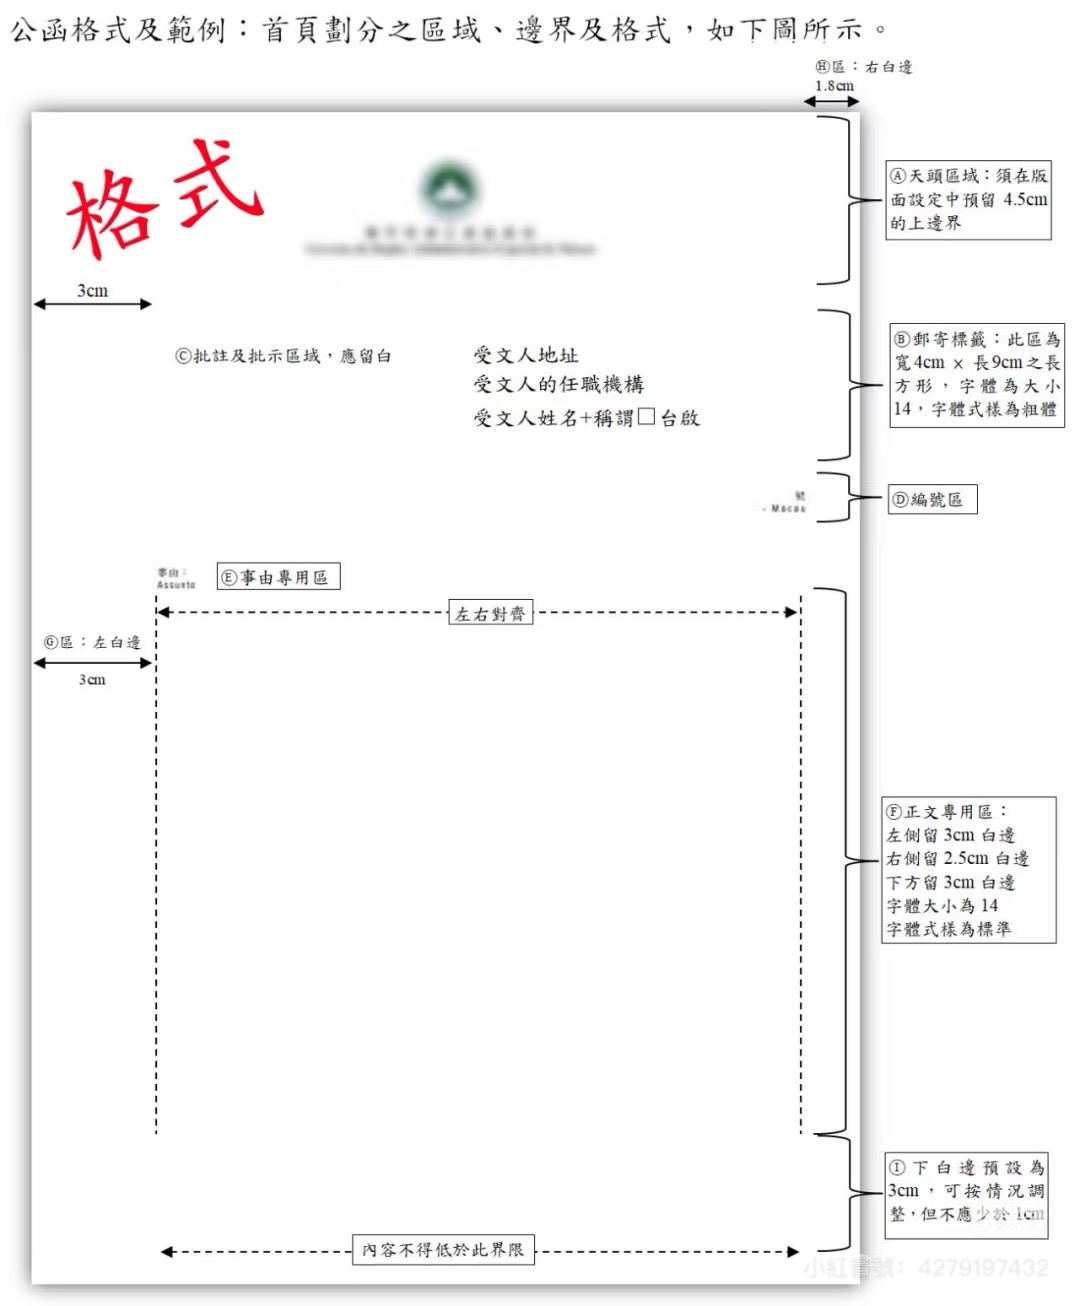 公函格式及範例：首頁劃分之區域、邊界及格式，如下圖所示。
Ⓗ區：右白邊
1.8cm
格式
Ⓐ天頭區域：須在版
面設定中預留 4.5cm
的上邊界
3cm
Ⓑ郵寄標籤：此區為
寬4cm × 長9cm之長
方形，字體為大小
14，字體式樣為粗體
Ⓒ批註及批示區域，應留白
受文人地址
受文人的任職機構
受文人姓名+稱謂□台啟
號
- Macau
Ⓓ編號區
事由：
Assunto
Ⓔ事由專用區
左右對齊
Ⓖ區：左白邊
3cm
Ⓕ正文專用區：
左側留 3cm 白邊
右側留 2.5cm 白邊
下方留 3cm 白邊
字體大小為 14
字體式樣為標準
Ⓘ下白邊預設為
3cm，可按情況調
整，但不應少於 1cm
內容不得低於此界限
小紅書號：4279197432